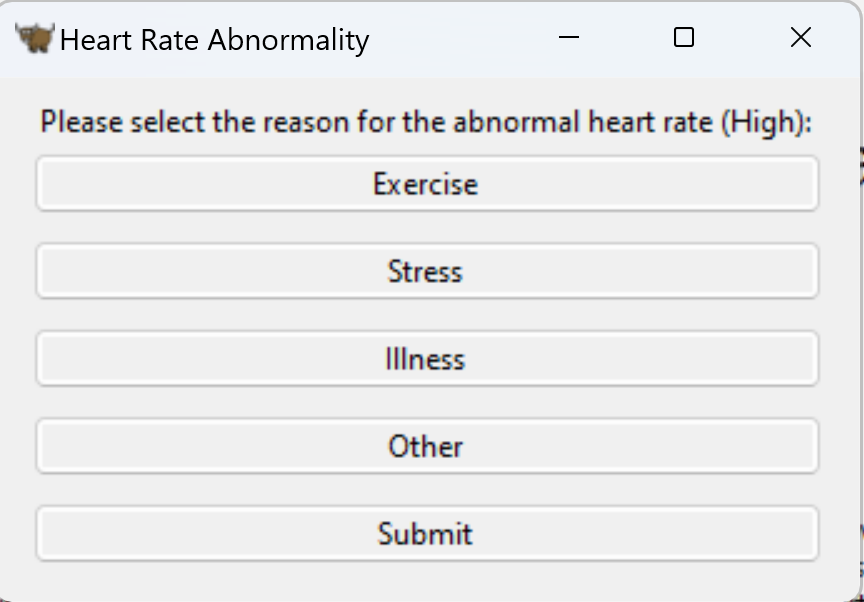 Heart Rate Abnormality
Please select the reason for the abnormal heart rate (High):
Exercise
Stress
Illness
Other
Submit